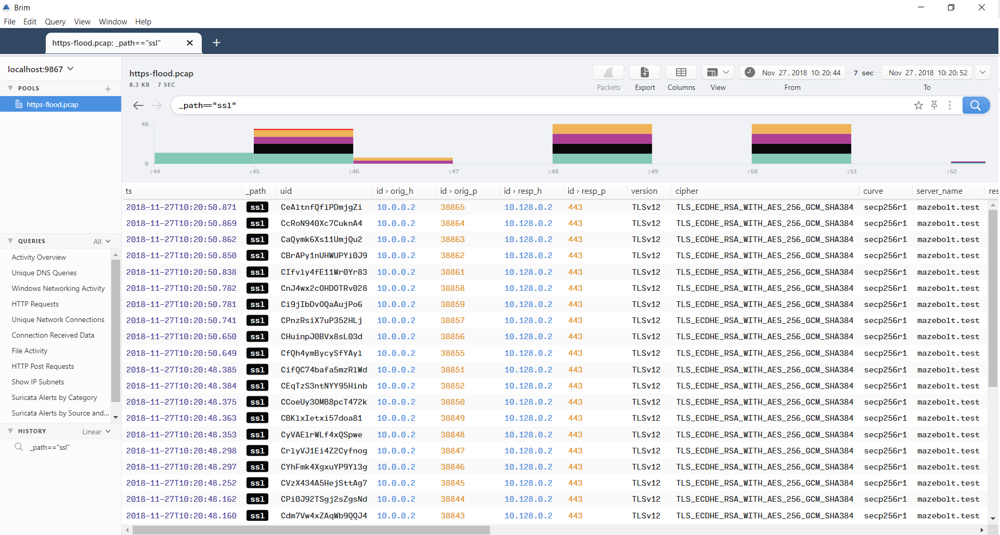 Brim
File Edit Query View Window Help
https-flood.pcap: _path=="ssl"
localhost:9867
POOLS
https-flood.pcap
QUERIES All
Activity Overview
Unique DNS Queries
Windows Networking Activity
HTTP Requests
Unique Network Connections
Connection Received Data
File Activity
HTTP Post Requests
Show IP Subnets
Suricata Alerts by Category
Suricata Alerts by Source and...
HISTORY Linear
_path=="ssl"
https-flood.pcap
8.3 KB 7 SEC
Packets Export Columns View
Nov 27 , 2018 10: 20: 44 7 sec Nov 27 , 2018 10: 20: 52
From To
_path=="ssl"
40
0
:44 :45 :46 :47 :48 :49 :50 :51 :52
ts _path uid id › orig_h id › orig_p id › resp_h id › resp_p version cipher curve server_name res
2018-11-27T10:20:50.871 ssl CeAltnfQflPDmjgZi 10.0.0.2 38865 10.128.0.2 443 TLSv12 TLS_ECDHE_RSA_WITH_AES_256_GCM_SHA384 secp256r1 mazebolt.test
2018-11-27T10:20:50.869 ssl CcRoN940Xc7CuknA4 10.0.0.2 38864 10.128.0.2 443 TLSv12 TLS_ECDHE_RSA_WITH_AES_256_GCM_SHA384 secp256r1 mazebolt.test
2018-11-27T10:20:50.862 ssl CaQymk6Xs11UmjQu2 10.0.0.2 38863 10.128.0.2 443 TLSv12 TLS_ECDHE_RSA_WITH_AES_256_GCM_SHA384 secp256r1 mazebolt.test
2018-11-27T10:20:50.850 ssl CBrAPy1nUHWUPYi0J9 10.0.0.2 38862 10.128.0.2 443 TLSv12 TLS_ECDHE_RSA_WITH_AES_256_GCM_SHA384 secp256r1 mazebolt.test
2018-11-27T10:20:50.838 ssl CIfvly4fE11Wr0Yr83 10.0.0.2 38861 10.128.0.2 443 TLSv12 TLS_ECDHE_RSA_WITH_AES_256_GCM_SHA384 secp256r1 mazebolt.test
2018-11-27T10:20:50.782 ssl CnJ4wx2cOHDOTRv028 10.0.0.2 38858 10.128.0.2 443 TLSv12 TLS_ECDHE_RSA_WITH_AES_256_GCM_SHA384 secp256r1 mazebolt.test
2018-11-27T10:20:50.781 ssl Ci9jIbDvOQaAujPo6 10.0.0.2 38859 10.128.0.2 443 TLSv12 TLS_ECDHE_RSA_WITH_AES_256_GCM_SHA384 secp256r1 mazebolt.test
2018-11-27T10:20:50.741 ssl CPnzRsiX7uP352HLj 10.0.0.2 38857 10.128.0.2 443 TLSv12 TLS_ECDHE_RSA_WITH_AES_256_GCM_SHA384 secp256r1 mazebolt.test
2018-11-27T10:20:50.650 ssl CHuinpJ0BVx8sL03d 10.0.0.2 38856 10.128.0.2 443 TLSv12 TLS_ECDHE_RSA_WITH_AES_256_GCM_SHA384 secp256r1 mazebolt.test
2018-11-27T10:20:50.649 ssl CfQh4ymBycySfYAyl 10.0.0.2 38855 10.128.0.2 443 TLSv12 TLS_ECDHE_RSA_WITH_AES_256_GCM_SHA384 secp256r1 mazebolt.test
2018-11-27T10:20:48.385 ssl CifQC74bafa5mzRlWd 10.0.0.2 38851 10.128.0.2 443 TLSv12 TLS_ECDHE_RSA_WITH_AES_256_GCM_SHA384 secp256r1 mazebolt.test
2018-11-27T10:20:48.384 ssl CEqTzS3ntNYY95Hinb 10.0.0.2 38852 10.128.0.2 443 TLSv12 TLS_ECDHE_RSA_WITH_AES_256_GCM_SHA384 secp256r1 mazebolt.test
2018-11-27T10:20:48.375 ssl CCoeUy3OMB8pcT472k 10.0.0.2 38850 10.128.0.2 443 TLSv12 TLS_ECDHE_RSA_WITH_AES_256_GCM_SHA384 secp256r1 mazebolt.test
2018-11-27T10:20:48.363 ssl CBKlxIetxi57doa81 10.0.0.2 38849 10.128.0.2 443 TLSv12 TLS_ECDHE_RSA_WITH_AES_256_GCM_SHA384 secp256r1 mazebolt.test
2018-11-27T10:20:48.353 ssl CyVAElrWLf4xQSpwe 10.0.0.2 38848 10.128.0.2 443 TLSv12 TLS_ECDHE_RSA_WITH_AES_256_GCM_SHA384 secp256r1 mazebolt.test
2018-11-27T10:20:48.298 ssl CrlyVJ1Ei4Z2Cyfnog 10.0.0.2 38847 10.128.0.2 443 TLSv12 TLS_ECDHE_RSA_WITH_AES_256_GCM_SHA384 secp256r1 mazebolt.test
2018-11-27T10:20:48.297 ssl CYhFmk4XgxuYP9Yl3g 10.0.0.2 38846 10.128.0.2 443 TLSv12 TLS_ECDHE_RSA_WITH_AES_256_GCM_SHA384 secp256r1 mazebolt.test
2018-11-27T10:20:48.252 ssl CVzX434A5HejSttAg7 10.0.0.2 38845 10.128.0.2 443 TLSv12 TLS_ECDHE_RSA_WITH_AES_256_GCM_SHA384 secp256r1 mazebolt.test
2018-11-27T10:20:48.162 ssl CPi0J92TSgj2sZgsNd 10.0.0.2 38844 10.128.0.2 443 TLSv12 TLS_ECDHE_RSA_WITH_AES_256_GCM_SHA384 secp256r1 mazebolt.test
2018-11-27T10:20:48.160 ssl Cdm7Vw4xZAqWb9QQJ4 10.0.0.2 38843 10.128.0.2 443 TLSv12 TLS_ECDHE_RSA_WITH_AES_256_GCM_SHA384 secp256r1 mazebolt.test